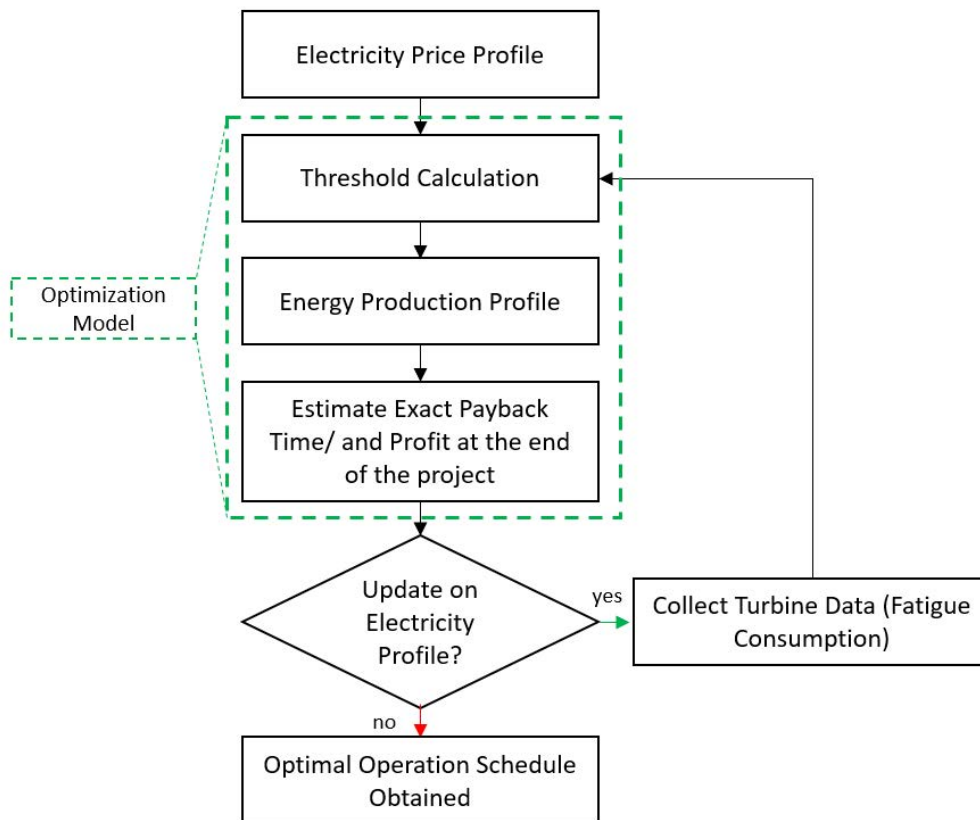 Electricity Price Profile
Threshold Calculation
Energy Production Profile
Optimization
Model
Estimate Exact Payback
Time/ and Profit at the end
of the project
Update on
Electricity
Profile?
yes
Collect Turbine Data (Fatigue
Consumption)
no
Optimal Operation Schedule
Obtained